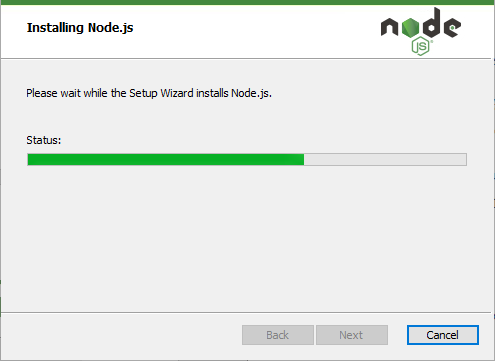 Installing Node.js
node
JS
Please wait while the Setup Wizard installs Node.js.
Status:
Back
Next
Cancel